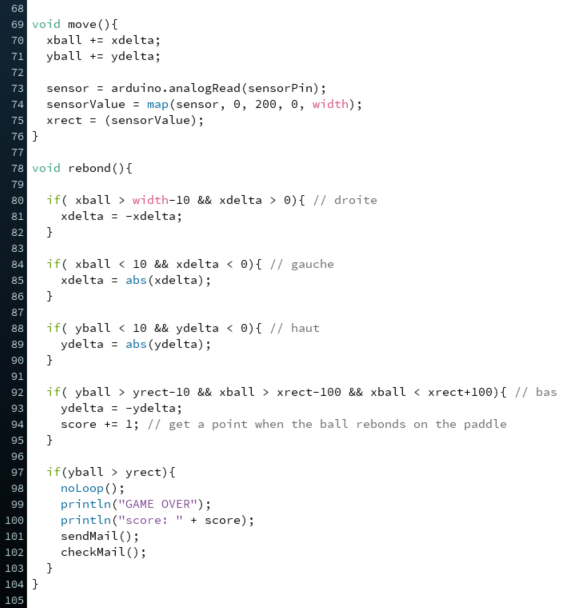 68
69 void move(){
70   xball += xdelta;
71   yball += ydelta;
72
73   sensor = arduino.analogRead(sensorPin);
74   sensorValue = map(sensor, 0, 200, 0, width);
75   xrect = (sensorValue);
76 }
77
78 void rebond(){
79
80   if( xball > width-10 && xdelta > 0){ // droite
81     xdelta = -xdelta;
82   }
83
84   if( xball < 10 && xdelta < 0){ // gauche
85     xdelta = abs(xdelta);
86   }
87
88   if( yball < 10 && ydelta < 0){ // haut
89     ydelta = abs(ydelta);
90   }
91
92   if( yball > yrect-10 && xball > xrect-100 && xball < xrect+100){ // bas
93     ydelta = -ydelta;
94     score += 1; // get a point when the ball rebonds on the paddle
95   }
96
97   if(yball > yrect){
98     noLoop();
99     println("GAME OVER");
100     println("score: " + score);
101     sendMail();
102     checkMail();
103   }
104 }
105